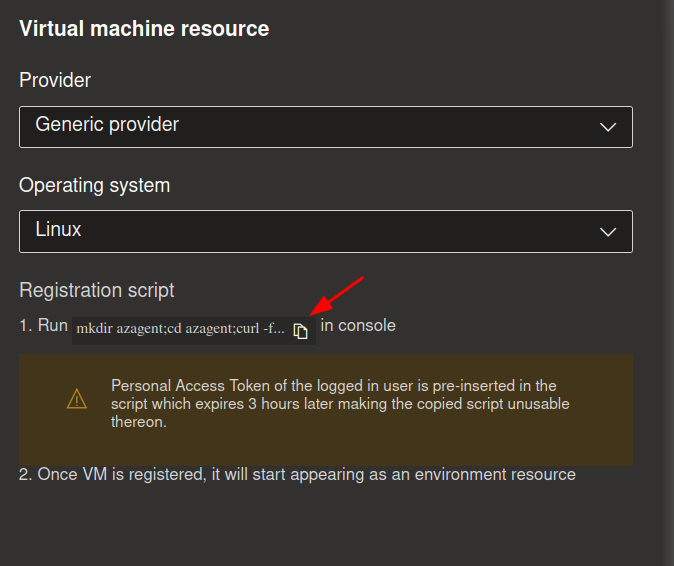 Virtual machine resource
Provider
Generic provider
Operating system
Linux
Registration script
1. Run mkdir azagent;cd azagent;curl -f... in console
Personal Access Token of the logged in user is pre-inserted in the
script which expires 3 hours later making the copied script unusable
thereon.
2. Once VM is registered, it will start appearing as an environment resource